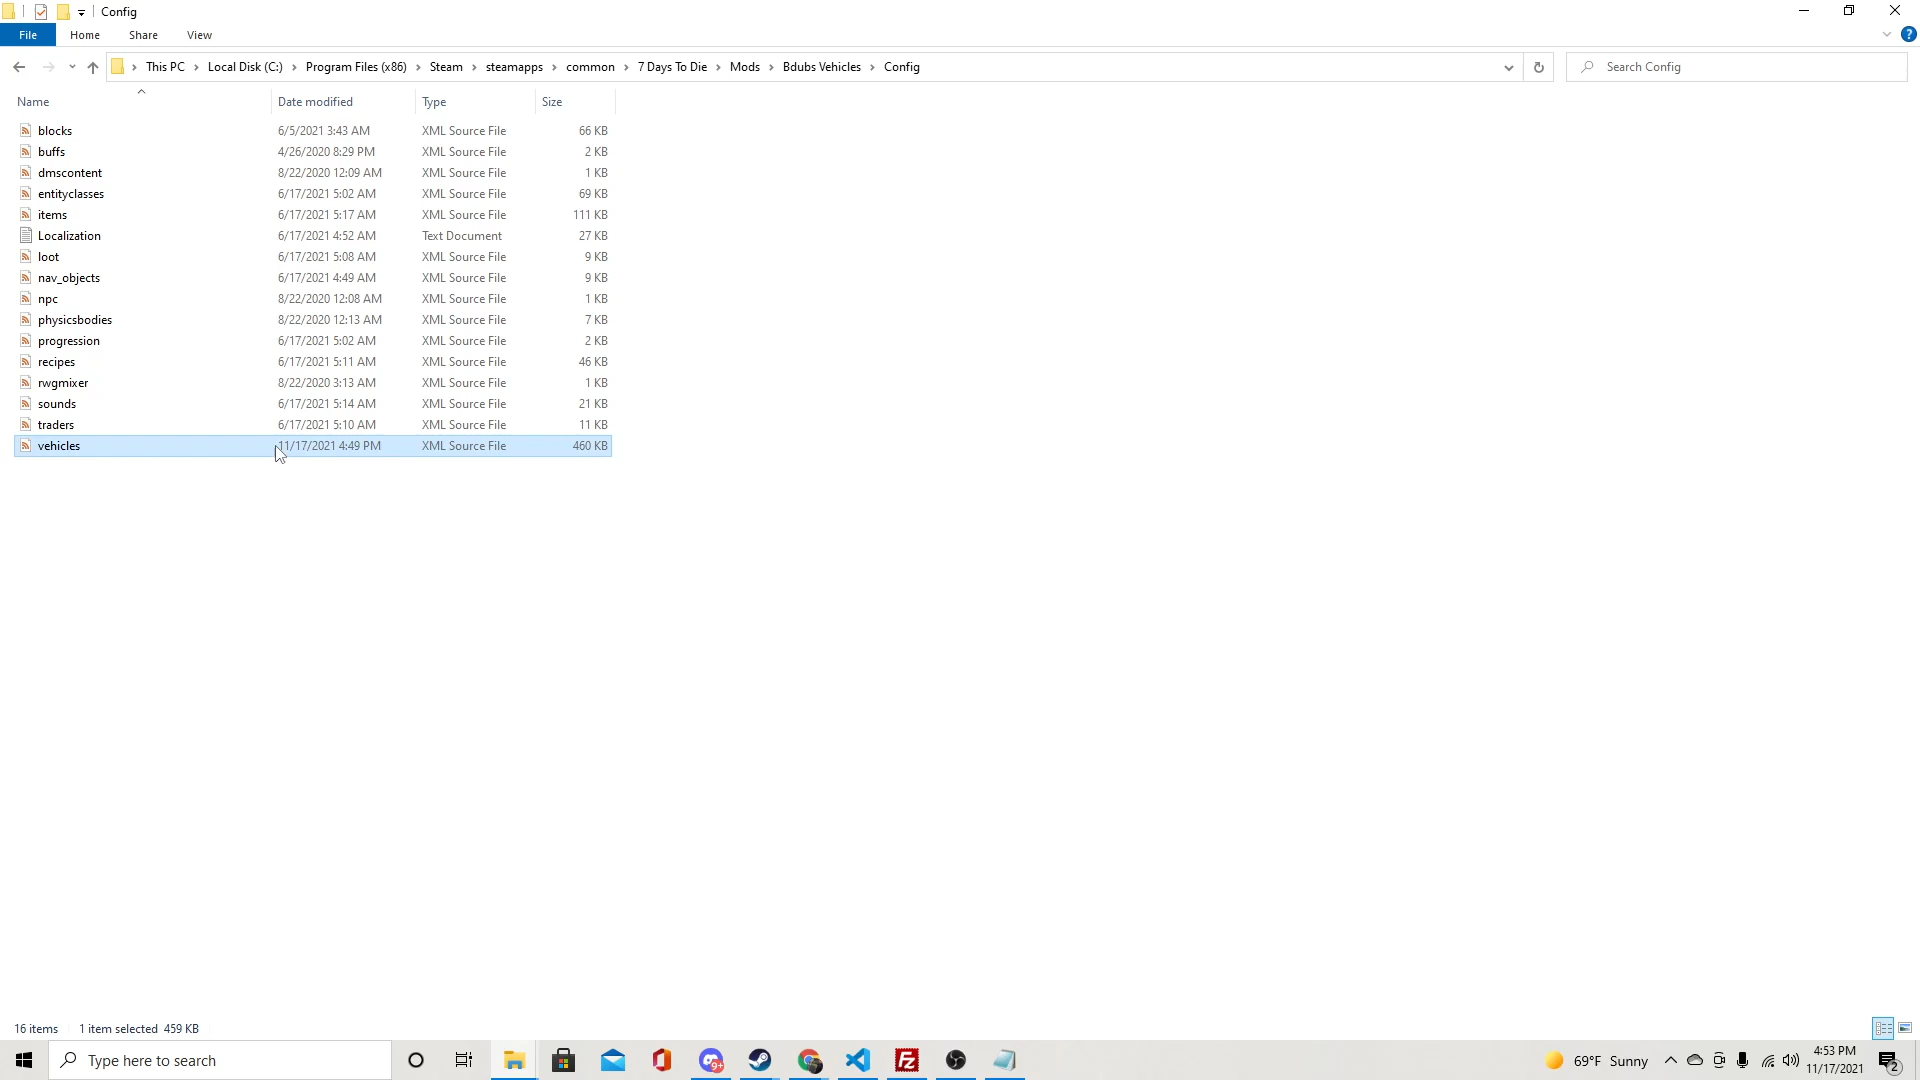 Config
File Home Share View
This PC Local Disk (C:) Program Files (x86) Steam steamapps common 7 Days To Die Mods Bdubs Vehicles Config Search Config
Name Date modified Type Size
blocks 6/5/2021 3:43 AM XML Source File 66 KB
buffs 4/26/2020 8:29 PM XML Source File 2 KB
dmscontent 8/22/2020 12:09 AM XML Source File 1 KB
entityclasses 6/17/2021 5:02 AM XML Source File 69 KB
items 6/17/2021 5:17 AM XML Source File 111 KB
Localization 6/17/2021 4:52 AM Text Document 27 KB
loot 6/17/2021 5:08 AM XML Source File 9 KB
nav_objects 6/17/2021 4:49 AM XML Source File 9 KB
npc 8/22/2020 12:08 AM XML Source File 1 KB
physicsbodies 8/22/2020 12:13 AM XML Source File 7 KB
progression 6/17/2021 5:02 AM XML Source File 2 KB
recipes 6/17/2021 5:11 AM XML Source File 46 KB
rwgmixer 8/22/2020 3:13 AM XML Source File 1 KB
sounds 6/17/2021 5:14 AM XML Source File 21 KB
traders 6/17/2021 5:10 AM XML Source File 11 KB
vehicles 11/17/2021 4:49 PM XML Source File 460 KB
16 items 1 item selected 459 KB
Type here to search 9+ FZ 69°F Sunny 4:53 PM
11/17/2021 2